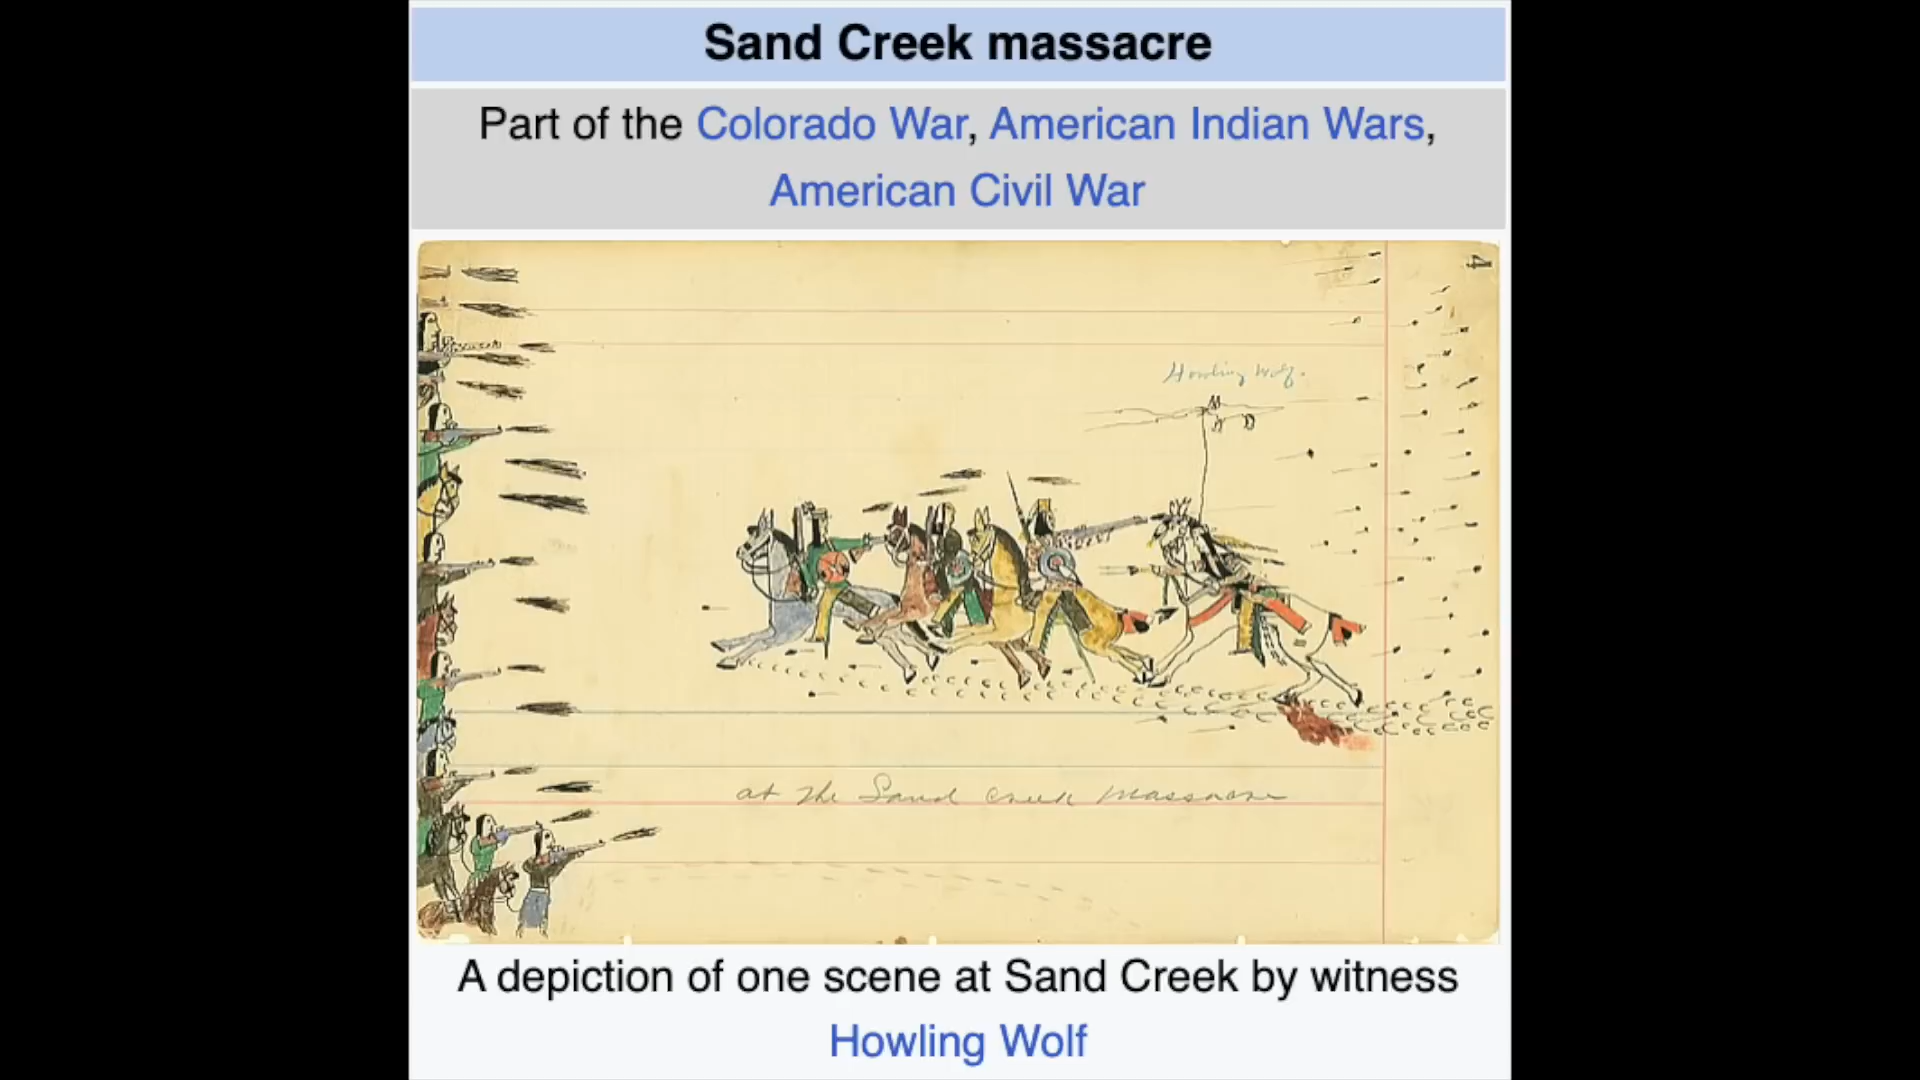 Sand Creek massacre
Part of the Colorado War, American Indian Wars,
American Civil War
4
Howling Wolf.
at the Sand Creek Massacre
A depiction of one scene at Sand Creek by witness
Howling Wolf